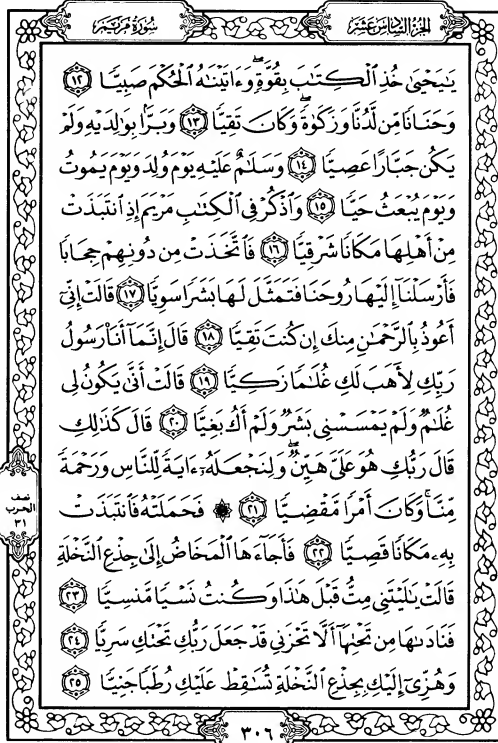 سورة مريم
الجزء السادس عشر
يَٰيَحْيَىٰ خُذِ ٱلْكِتَٰبَ بِقُوَّةٍۖ وَءَاتَيْنَٰهُ ٱلْحُكْمَ صَبِيًّا ١٢
وَحَنَانًا مِّن لَّدُنَّا وَزَكَوٰةًۖ وَكَانَ تَقِيًّا ١٣ وَبَرًّۢا بِوَٰلِدَيْهِ وَلَمْ
يَكُن جَبَّارًا عَصِيًّا ١٤ وَسَلَٰمٌ عَلَيْهِ يَوْمَ وُلِدَ وَيَوْمَ يَمُوتُ
وَيَوْمَ يُبْعَثُ حَيًّا ١٥ وَٱذْكُرْ فِى ٱلْكِتَٰبِ مَرْيَمَ إِذِ ٱنتَبَذَتْ
مِنْ أَهْلِهَا مَكَانًا شَرْقِيًّا ١٦ فَٱتَّخَذَتْ مِن دُونِهِمْ حِجَابًا
فَأَرْسَلْنَآ إِلَيْهَا رُوحَنَا فَتَمَثَّلَ لَهَا بَشَرًا سَوِيًّا ١٧ قَالَتْ إِنِّىٓ
أَعُوذُ بِٱلرَّحْمَٰنِ مِنكَ إِن كُنتَ تَقِيًّا ١٨ قَالَ إِنَّمَآ أَنَا۠ رَسُولُ
رَبِّكِ لِأَهَبَ لَكِ غُلَٰمًا زَكِيًّا ١٩ قَالَتْ أَنَّىٰ يَكُونُ لِى
غُلَٰمٌ وَلَمْ يَمْسَسْنِى بَشَرٌ وَلَمْ أَكُ بَغِيًّا ٢٠ قَالَ كَذَٰلِكِ
قَالَ رَبُّكِ هُوَ عَلَىَّ هَيِّنٌۖ وَلِنَجْعَلَهُۥٓ ءَايَةً لِّلنَّاسِ وَرَحْمَةً
مِّنَّاۚ وَكَانَ أَمْرًا مَّقْضِيًّا ٢١ ۞ فَحَمَلَتْهُ فَٱنتَبَذَتْ
بِهِۦ مَكَانًا قَصِيًّا ٢٢ فَأَجَآءَهَا ٱلْمَخَاضُ إِلَىٰ جِذْعِ ٱلنَّخْلَةِ
قَالَتْ يَٰلَيْتَنِى مِتُّ قَبْلَ هَٰذَا وَكُنتُ نَسْيًا مَّنسِيًّا ٢٣
فَنَادَىٰهَا مِن تَحْتِهَآ أَلَّا تَحْزَنِى قَدْ جَعَلَ رَبُّكِ تَحْتَكِ سَرِيًّا ٢٤
وَهُزِّىٓ إِلَيْكِ بِجِذْعِ ٱلنَّخْلَةِ تُسَٰقِطْ عَلَيْكِ رُطَبًا جَنِيًّا ٢٥
نصف
الحزب
٣١
٣٠٦